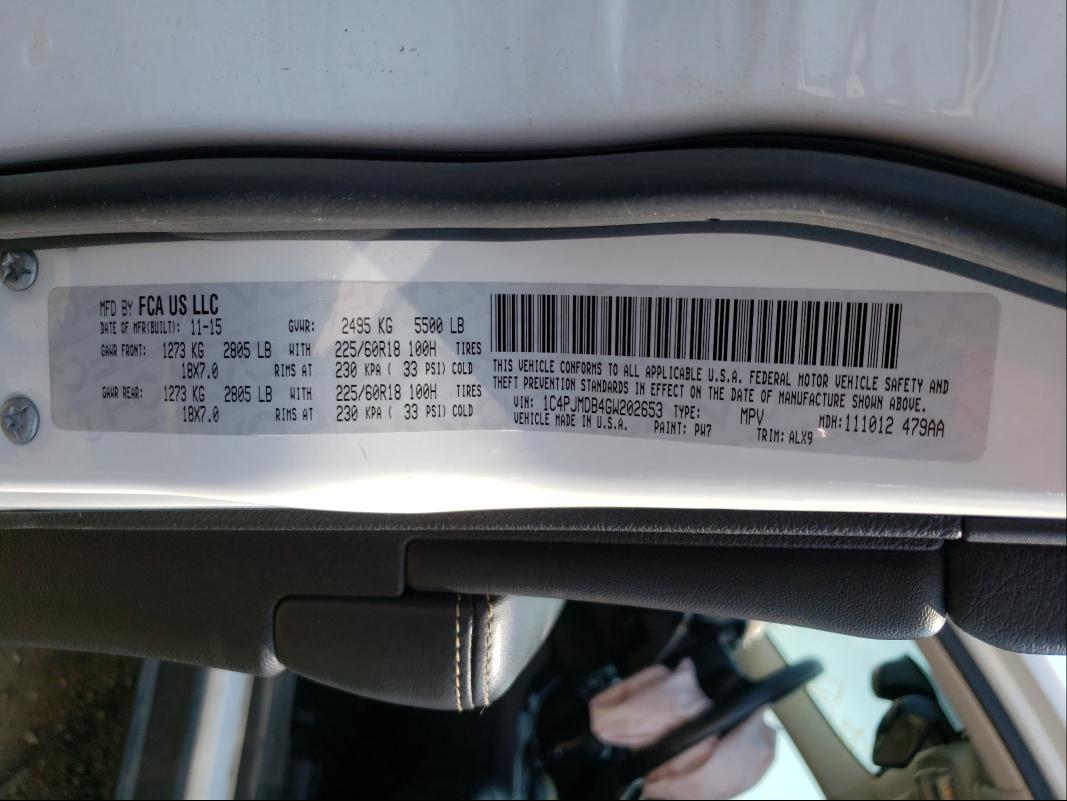 MFD BY FCA US LLC
DATE OF MFR(BUILT): 11-15 GVWR: 2495 KG 5500 LB
GAWR FRONT: 1273 KG 2805 LB WITH 225/60R18 100H TIRES
18X7.0 RIMS AT 230 KPA ( 33 PSI) COLD
GAWR REAR: 1273 KG 2805 LB WITH 225/60R18 100H TIRES
18X7.0 RIMS AT 230 KPA ( 33 PSI) COLD
THIS VEHICLE CONFORMS TO ALL APPLICABLE U.S.A. FEDERAL MOTOR VEHICLE SAFETY AND
THEFT PREVENTION STANDARDS IN EFFECT ON THE DATE OF MANUFACTURE SHOWN ABOVE.
VIN: 1C4PJMDB4GW202653 TYPE: MPV MDH:111012 479AA
VEHICLE MADE IN U.S.A. PAINT: PW7 TRIM: ALX9